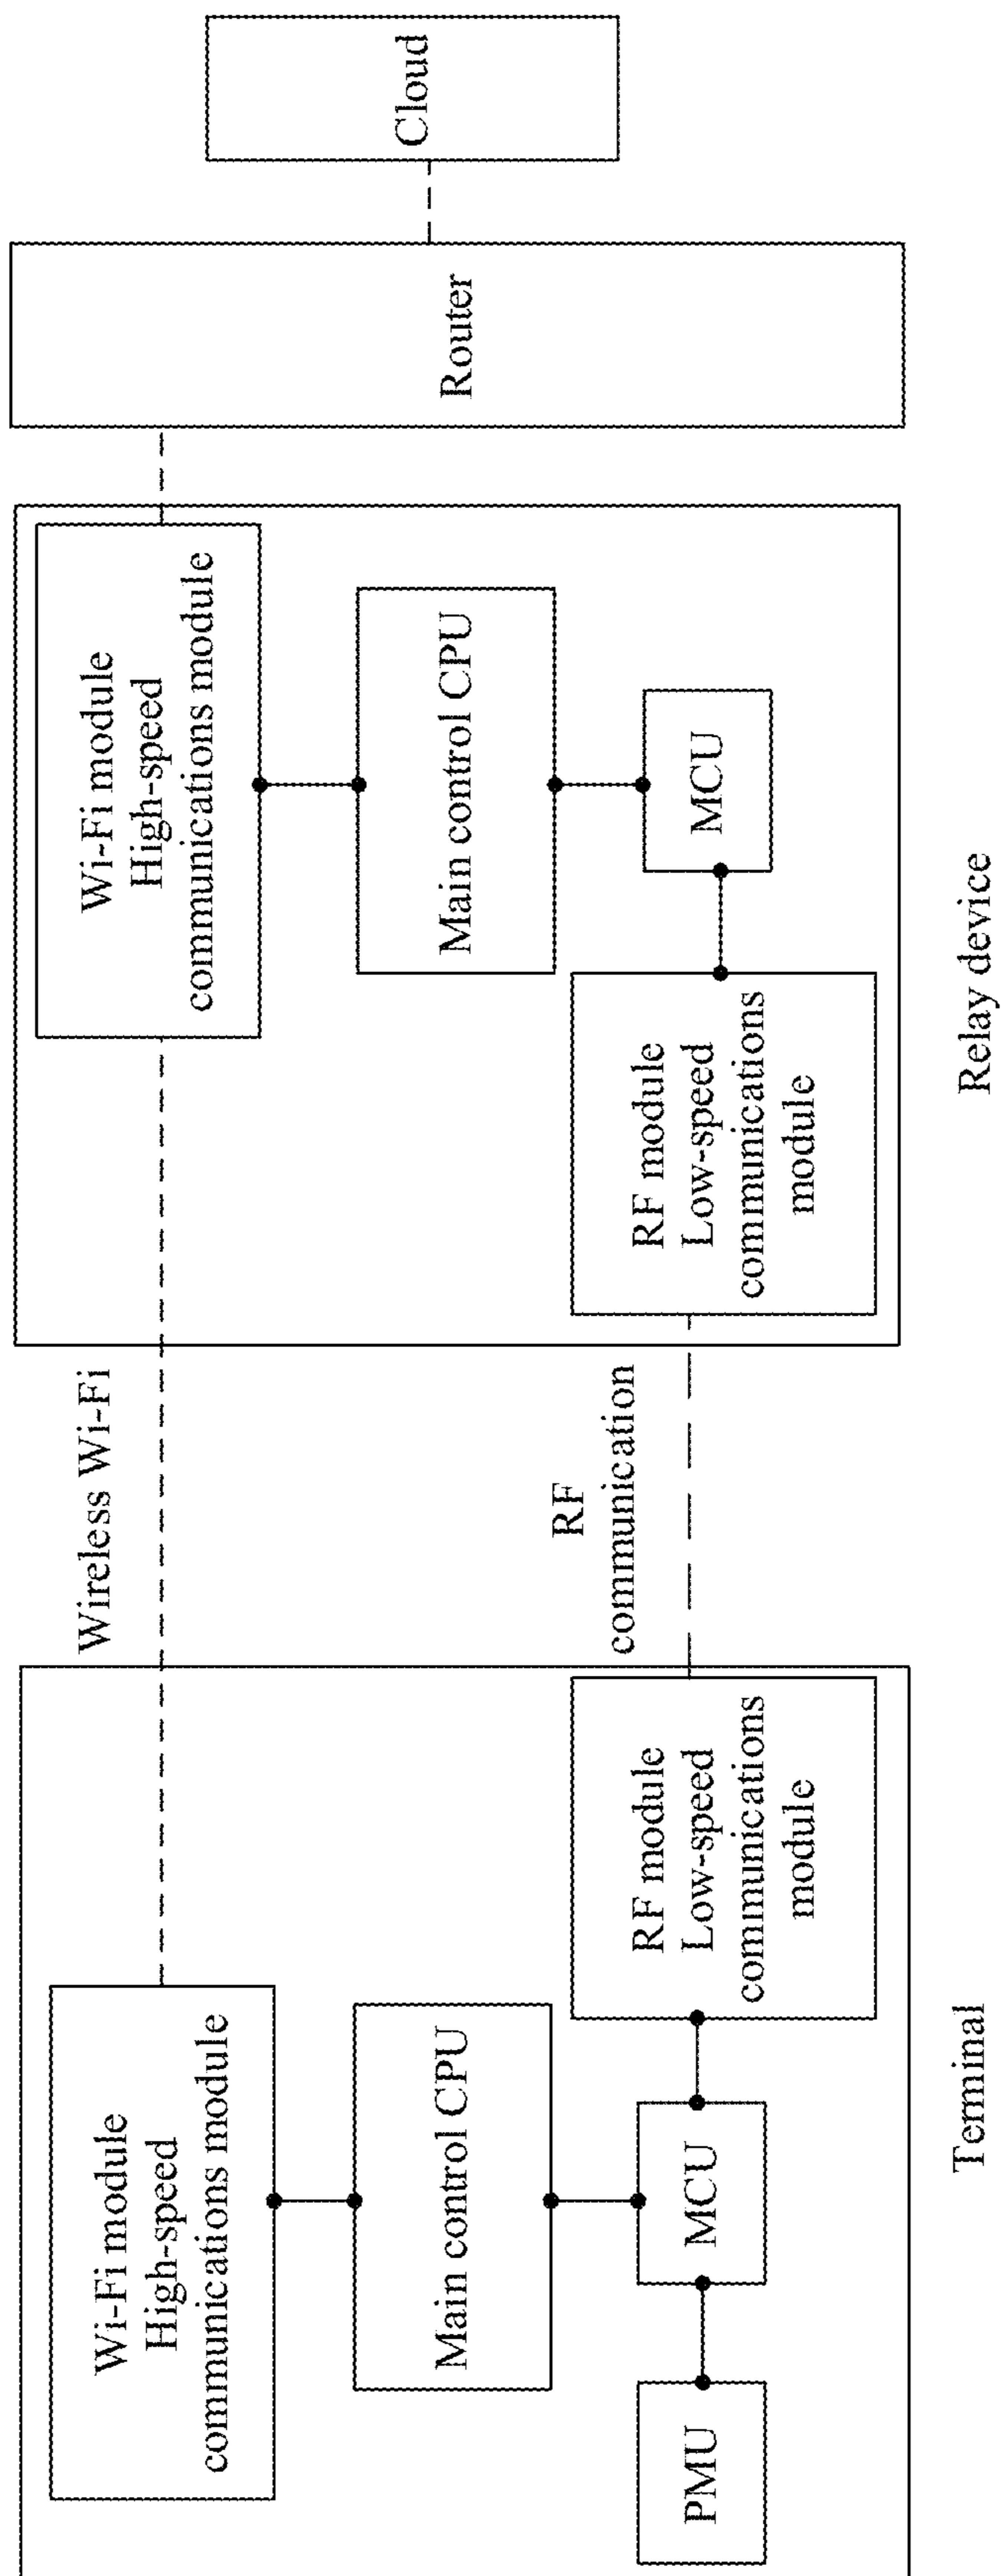 Wi-Fi module
High-speed
communications module
Main control CPU
PMU
MCU
RF module
Low-speed
communications
module
Terminal
Wireless Wi-Fi
RF
communication
Wi-Fi module
High-speed
communications module
Main control CPU
RF module
Low-speed
communications
module
MCU
Relay device
Router
Cloud